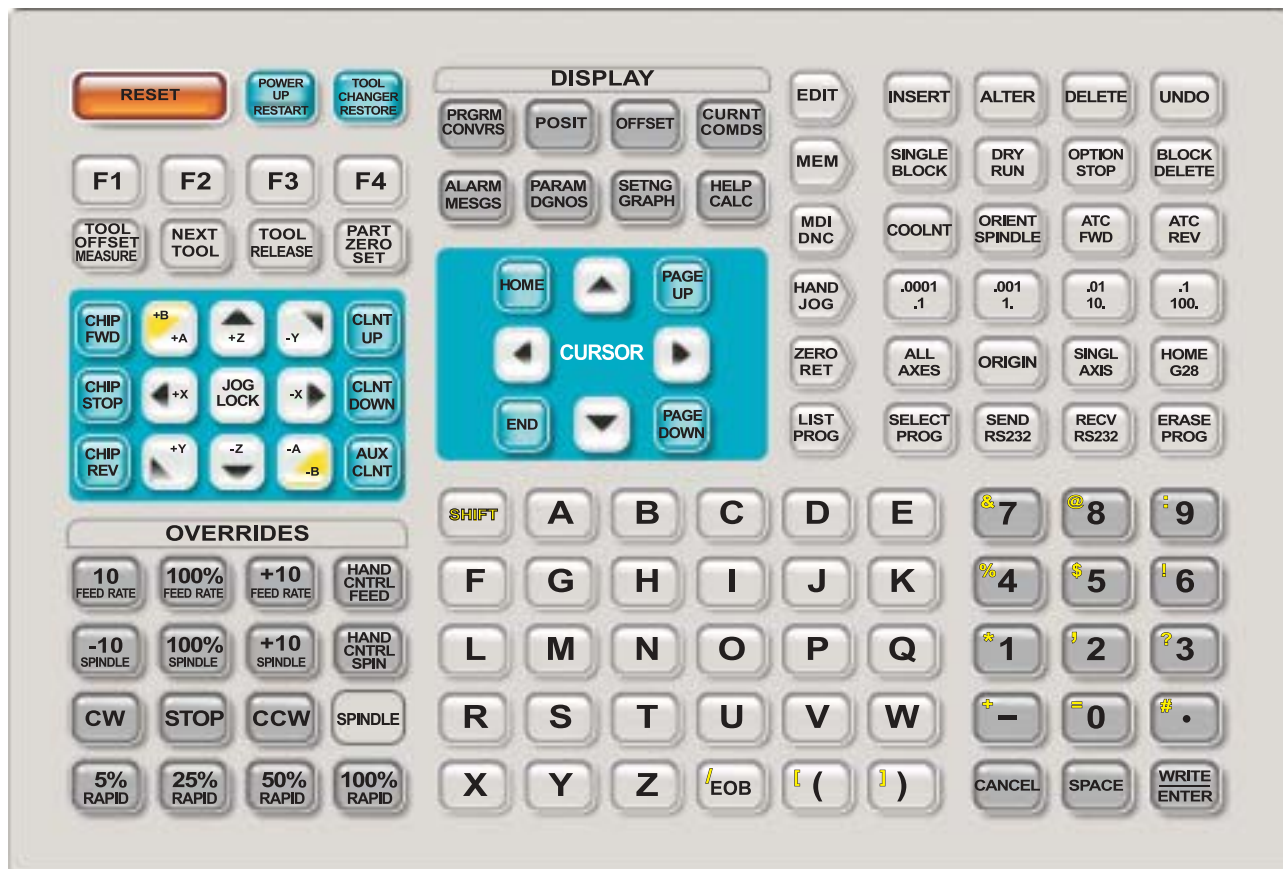 RESET
POWER
UP
RESTART
TOOL
CHANGER
RESTORE
F1
F2
F3
F4
TOOL
OFFSET
MEASURE
NEXT
TOOL
TOOL
RELEASE
PART
ZERO
SET
CHIP
FWD
+B
+A
+Z
-Y
CLNT
UP
CHIP
STOP
+X
JOG
LOCK
-X
CLNT
DOWN
CHIP
REV
+Y
-Z
-A
-B
AUX
CLNT
OVERRIDES
10
FEED RATE
100%
FEED RATE
+10
FEED RATE
HAND
CNTRL
FEED
-10
SPINDLE
100%
SPINDLE
+10
SPINDLE
HAND
CNTRL
SPIN
CW
STOP
CCW
SPINDLE
5%
RAPID
25%
RAPID
50%
RAPID
100%
RAPID
DISPLAY
PRGRM
CONVRS
POSIT
OFFSET
CURNT
COMDS
ALARM
MESGS
PARAM
DGNOS
SETNG
GRAPH
HELP
CALC
HOME
PAGE
UP
CURSOR
END
PAGE
DOWN
EDIT
INSERT
ALTER
DELETE
UNDO
MEM
SINGLE
BLOCK
DRY
RUN
OPTION
STOP
BLOCK
DELETE
MDI
DNC
COOLNT
ORIENT
SPINDLE
ATC
FWD
ATC
REV
HAND
JOG
.0001
.1
.001
1.
.01
10.
.1
100.
ZERO
RET
ALL
AXES
ORIGIN
SINGL
AXIS
HOME
G28
LIST
PROG
SELECT
PROG
SEND
RS232
RECV
RS232
ERASE
PROG
SHIFT
A
B
C
D
E
F
G
H
I
J
K
L
M
N
O
P
Q
R
S
T
U
V
W
X
Y
Z
/ EOB
[ (
] )
& 7
@ 8
: 9
% 4
$ 5
! 6
* 1
, 2
? 3
+ −
= 0
# .
CANCEL
SPACE
WRITE
ENTER